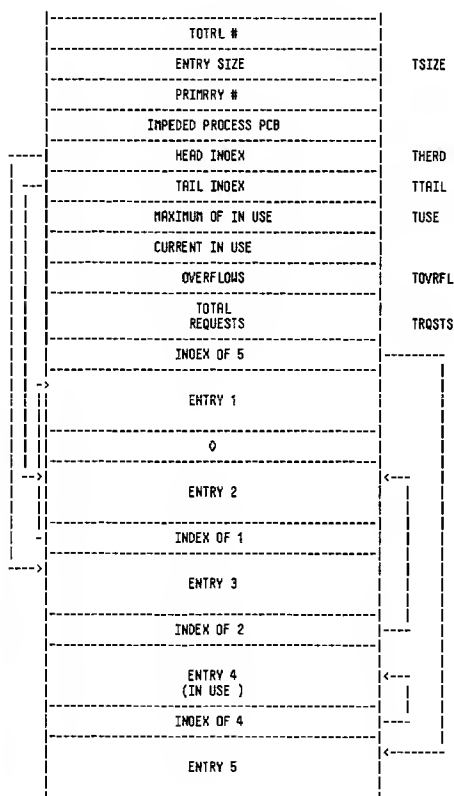 TOTAL #
ENTRY SIZE TSIZE
PRIMARY #
IMPEDED PROCESS PCB
HEAD INDEX THEAD
TAIL INDEX TTAIL
MAXIMUM OF IN USE TUSE
CURRENT IN USE
OVERFLOWS TOVRFL
TOTAL
REQUESTS TRQSTS
INDEX OF 5
ENTRY 1
0
ENTRY 2
INDEX OF 1
ENTRY 3
INDEX OF 2
ENTRY 4
(IN USE )
INDEX OF 4
ENTRY 5